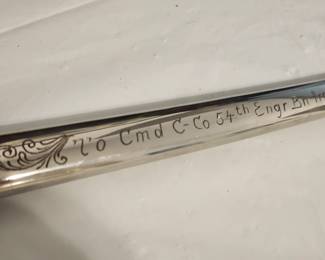 To Cmd C-Co 54th Engr Bn